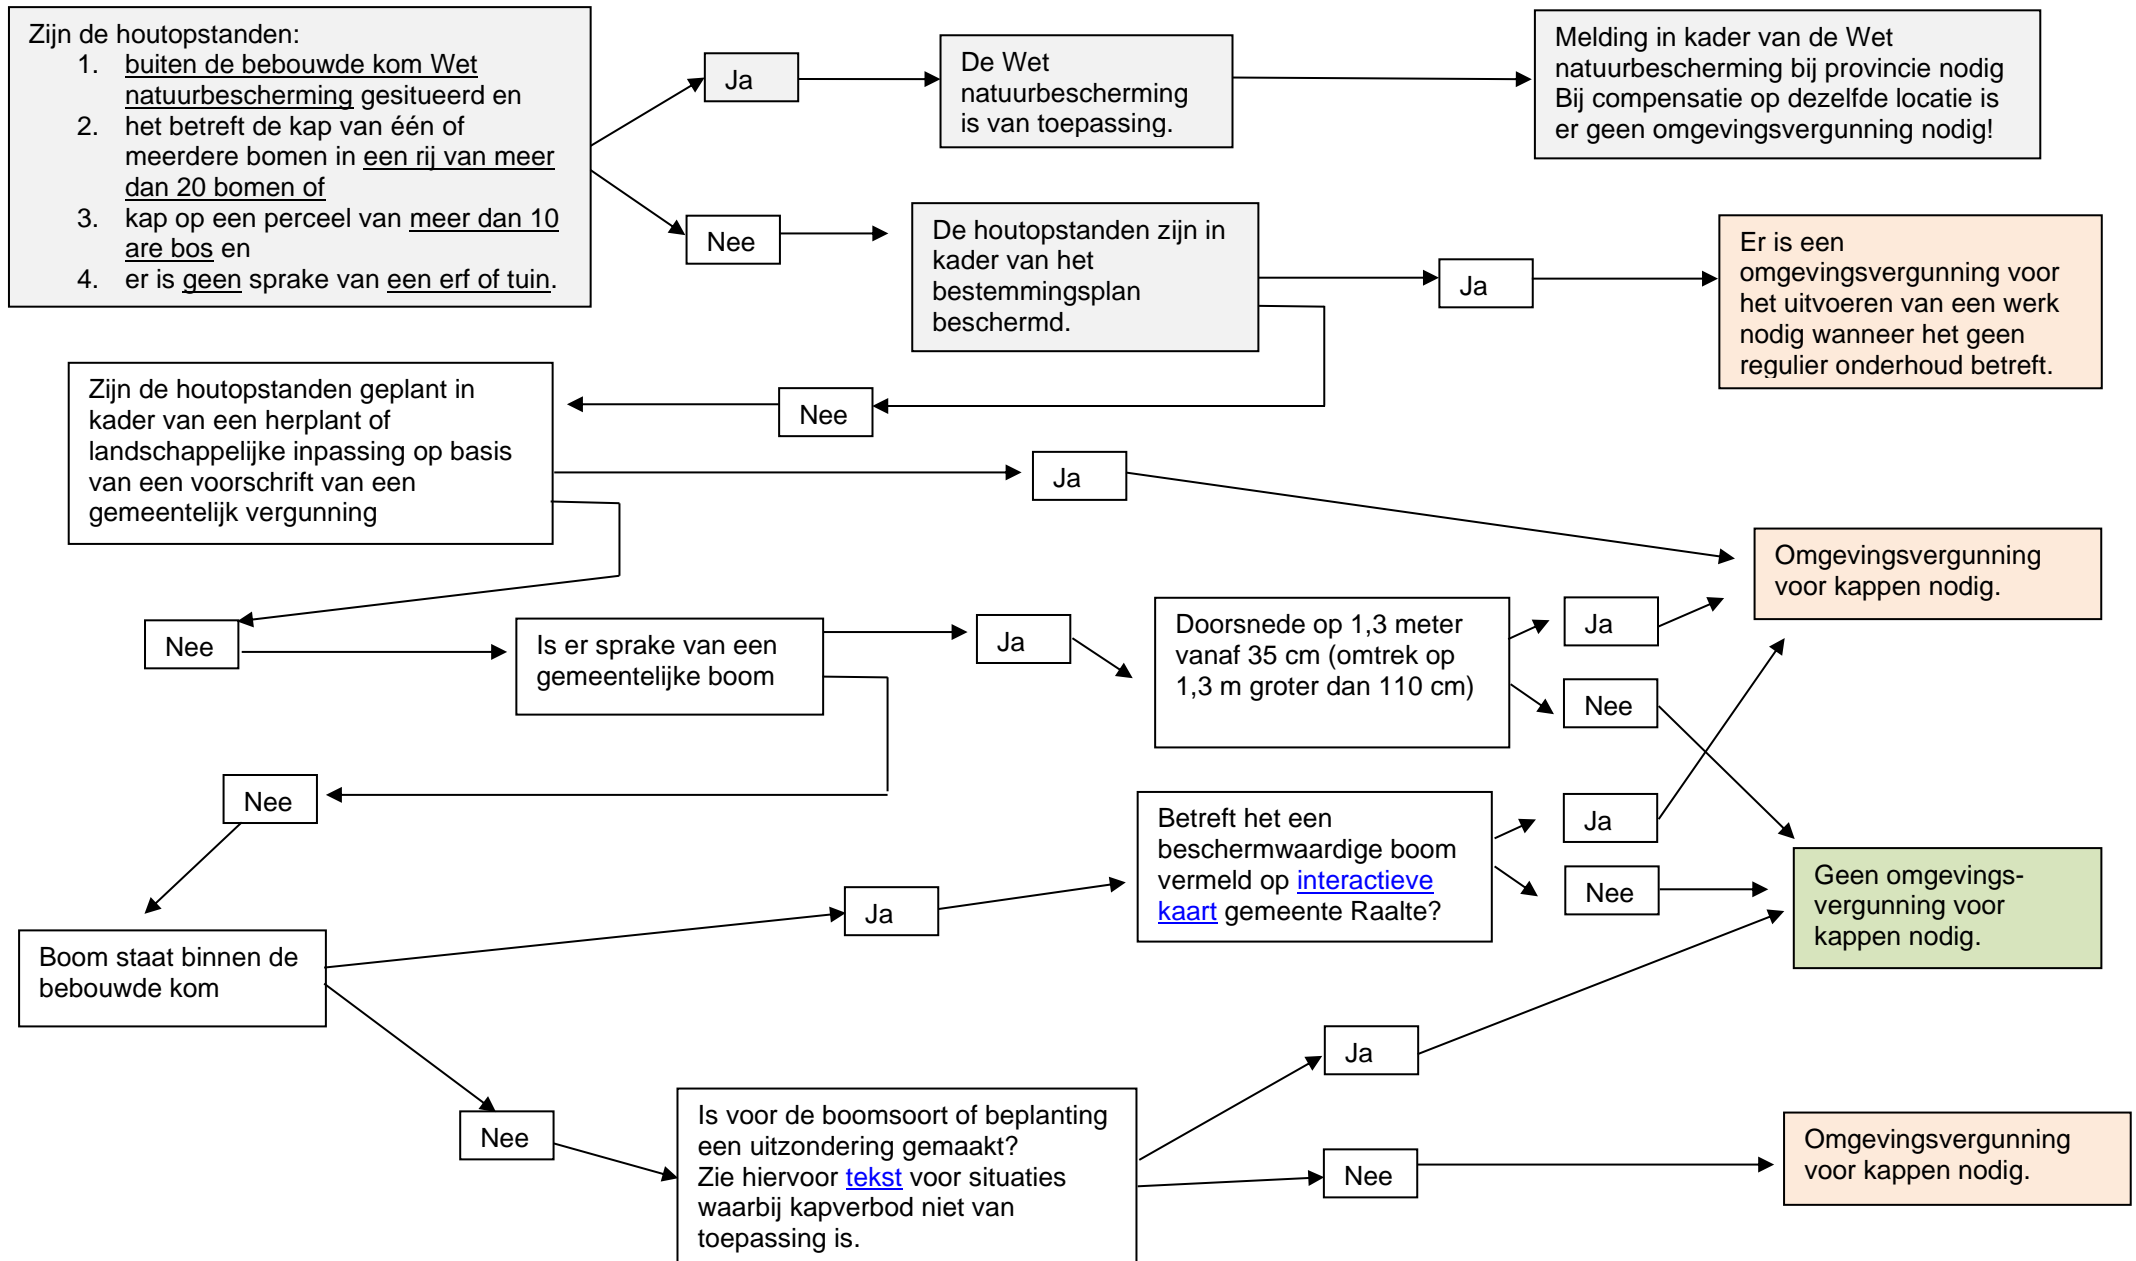 Zijn de houtopstanden:
1. buiten de bebouwde kom Wet
natuurbescherming gesitueerd en
2. het betreft de kap van één of
meerdere bomen in een rij van meer
dan 20 bomen of
3. kap op een perceel van meer dan 10
are bos en
4. er is geen sprake van een erf of tuin.
Ja
De Wet
natuurbescherming
is van toepassing.
Melding in kader van de Wet
natuurbescherming bij provincie nodig
Bij compensatie op dezelfde locatie is
er geen omgevingsvergunning nodig!
Nee
De houtopstanden zijn in
kader van het
bestemmingsplan
beschermd.
Ja
Er is een
omgevingsvergunning voor
het uitvoeren van een werk
nodig wanneer het geen
regulier onderhoud betreft.
Nee
Zijn de houtopstanden geplant in
kader van een herplant of
landschappelijke inpassing op basis
van een voorschrift van een
gemeentelijk vergunning
Ja
Omgevingsvergunning
voor kappen nodig.
Nee
Is er sprake van een
gemeentelijke boom
Ja
Doorsnede op 1,3 meter
vanaf 35 cm (omtrek op
1,3 m groter dan 110 cm)
Ja
Nee
Nee
Boom staat binnen de
bebouwde kom
Ja
Betreft het een
beschermwaardige boom
vermeld op interactieve
kaart gemeente Raalte?
Ja
Nee
Geen omgevings-
vergunning voor
kappen nodig.
Nee
Is voor de boomsoort of beplanting
een uitzondering gemaakt?
Zie hiervoor tekst voor situaties
waarbij kapverbod niet van
toepassing is.
Ja
Nee
Omgevingsvergunning
voor kappen nodig.